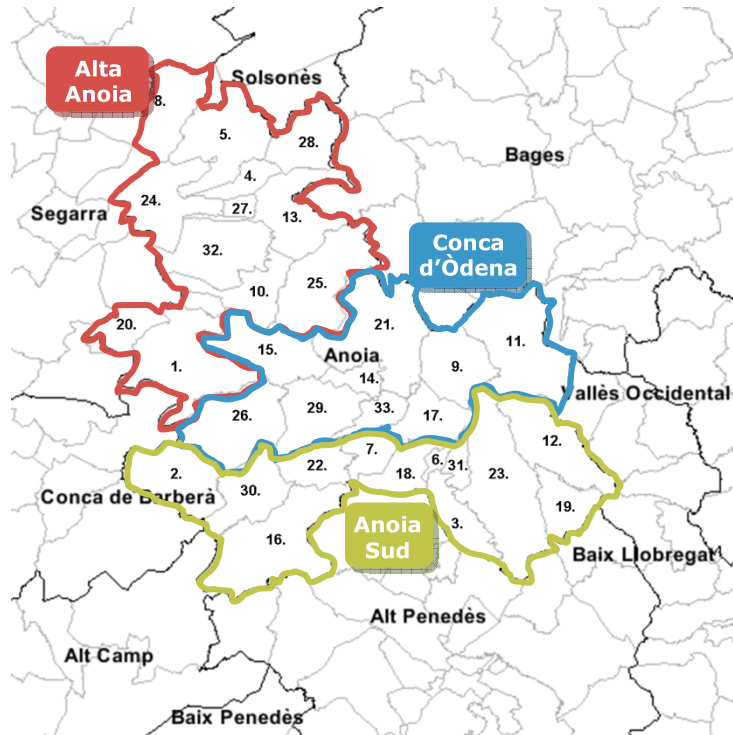 Alta
Anoia
Solsonès
8.
5.
28.
Bages
4.
24.
27.
Segarra
13.
Conca
d'Òdena
32.
25.
10.
20.
21.
11.
15.
Anoia
1.
9.
14.
Vallès Occidental
26.
29.
33.
17.
12.
7.
2.
22.
6.
31.
18.
23.
Conca de Barberà
30.
19.
3.
Anoia
Sud
16.
Baix Llobregat
Alt Penedès
Alt Camp
Baix Penedès